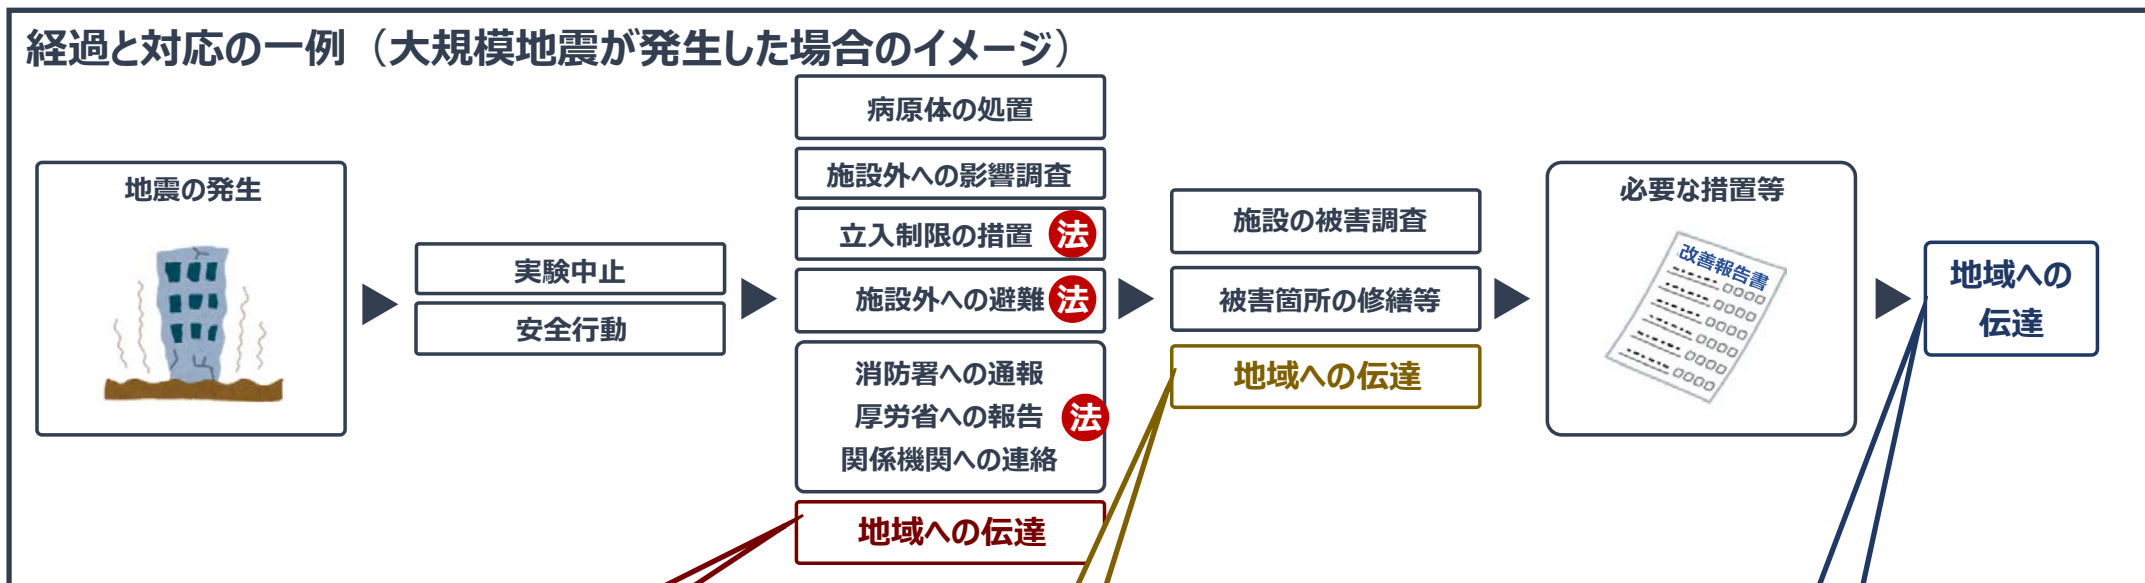 経過と対応の一例（大規模地震が発生した場合のイメージ）
地震の発生
実験中止
安全行動
病原体の処置
施設外への影響調査
立入制限の措置 法
施設外への避難 法
消防署への通報
厚労省への報告 法
関係機関への連絡
地域への伝達
施設の被害調査
被害箇所の修繕等
地域への伝達
必要な措置等
改善報告書
地域への
伝達